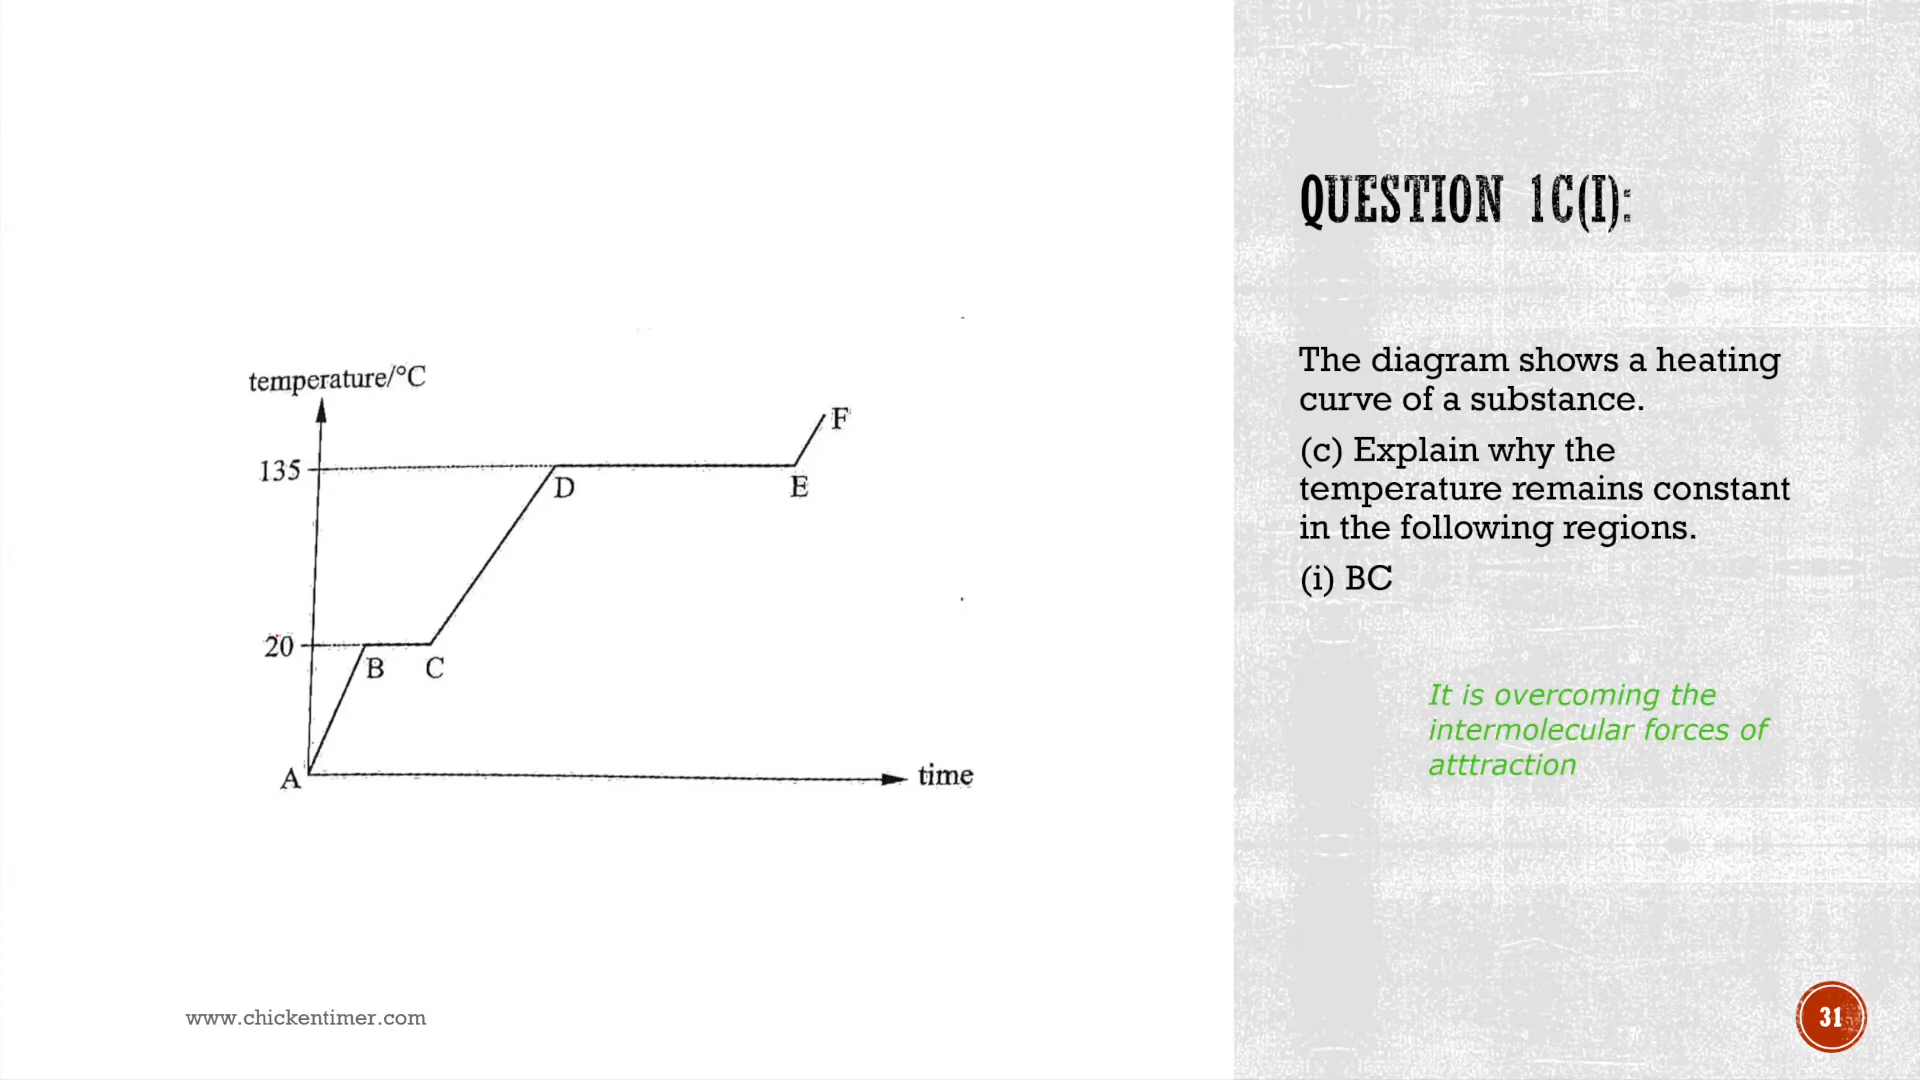 QUESTION 1C(I):
temperature/°C
135
20
A
B
C
D
E
F
time
The diagram shows a heating
curve of a substance.
(c) Explain why the
temperature remains constant
in the following regions.
(i) BC
It is overcoming the
intermolecular forces of
atttraction
www.chickentimer.com
31